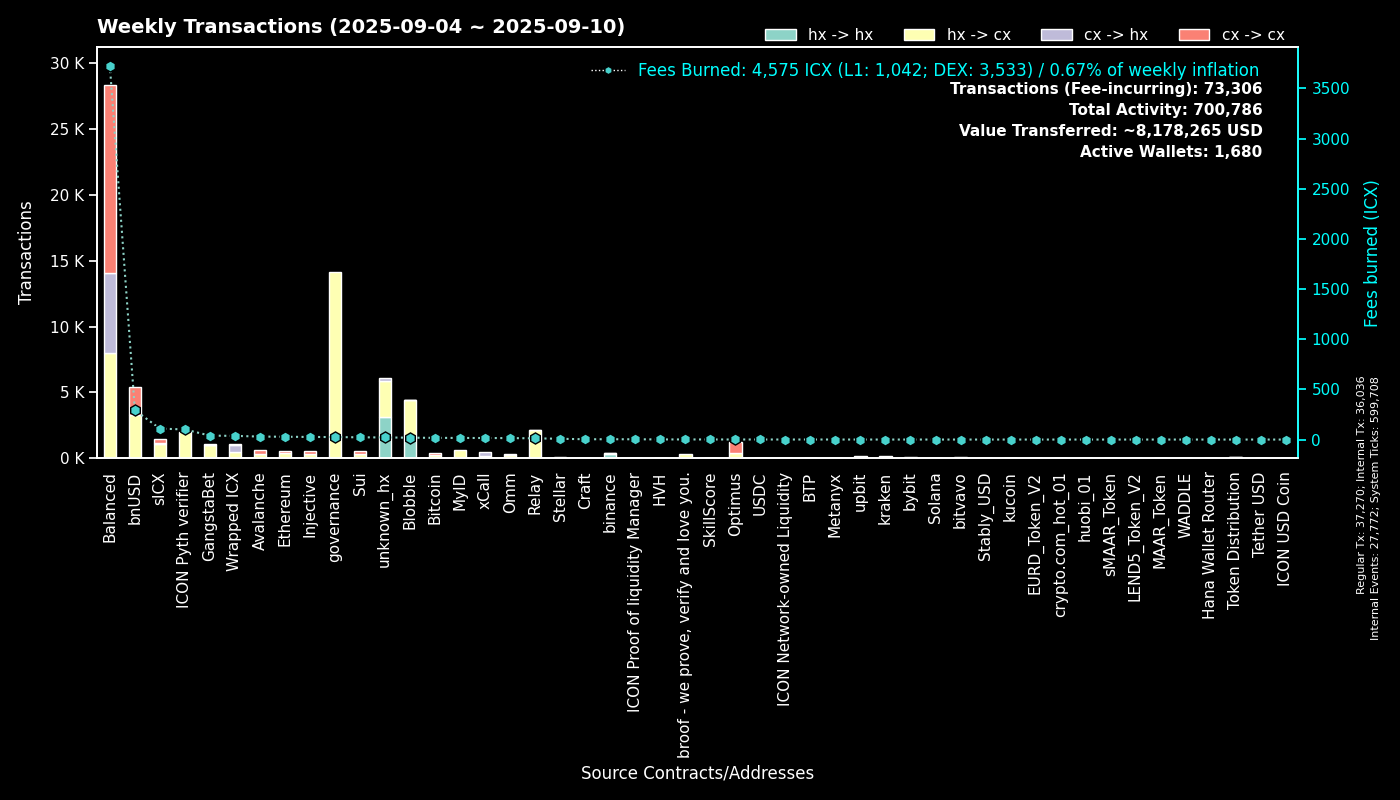 Weekly Transactions (2025-09-04 ~ 2025-09-10)
hx -> hx
hx -> cx
cx -> hx
cx -> cx
Fees Burned: 4,575 ICX (L1: 1,042; DEX: 3,533) / 0.67% of weekly inflation
Transactions (Fee-incurring): 73,306
Total Activity: 700,786
Value Transferred: ~8,178,265 USD
Active Wallets: 1,680
Transactions
30 K
25 K
20 K
15 K
10 K
5 K
0 K
3500
3000
2500
2000
1500
1000
500
0
Fees burned (ICX)
Regular Tx: 37,270; Internal Tx: 36,036
Internal Events: 27,772; System Ticks: 599,708
Balanced
bnUSD
sICX
ICON Pyth verifier
GangstaBet
Wrapped ICX
Avalanche
Ethereum
Injective
governance
Sui
unknown_hx
Blobble
Bitcoin
MyID
xCall
Omm
Relay
Stellar
Craft
binance
ICON Proof of liquidity Manager
HVH
broof - we prove, verify and love you.
SkillScore
Optimus
USDC
ICON Network-owned Liquidity
BTP
Metanyx
upbit
kraken
bybit
Solana
bitvavo
Stably_USD
kucoin
EURD_Token_V2
crypto.com_hot_01
huobi_01
sMAAR_Token
LEND5_Token_V2
MAAR_Token
WADDLE
Hana Wallet Router
Token Distribution
Tether USD
ICON USD Coin
Source Contracts/Addresses